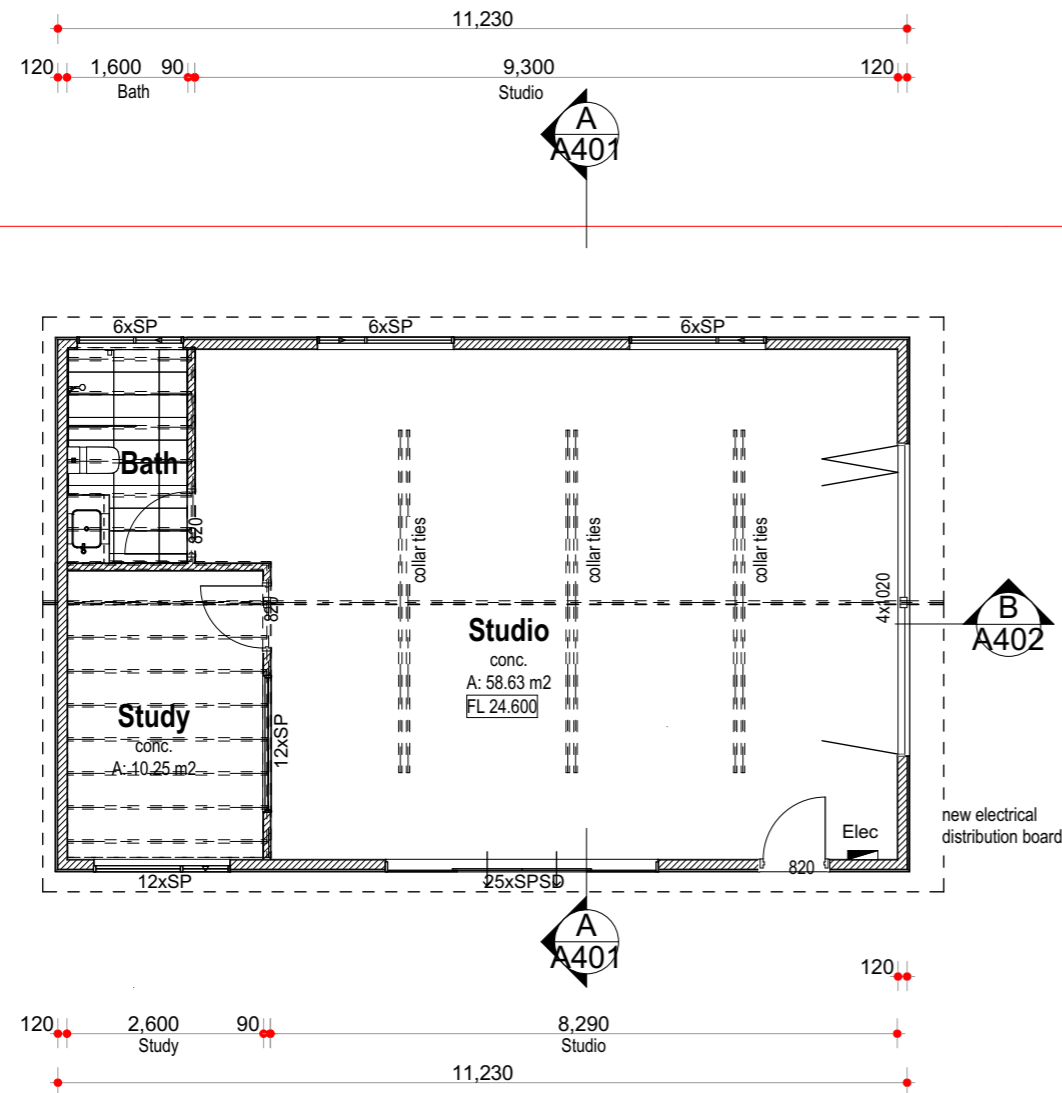 11,230
120 1,600 90 9,300 120
Bath Studio
A
A401
6xSP 6xSP 6xSP
Bath
820
collar ties collar ties collar ties
820
4x1020
B
A402
Studio
conc.
A: 58.63 m2
FL 24.600
Study
conc.
A: 10.25 m2
12xSP
new electrical
distribution board
Elec
820
12xSP 25xSPSD
A
A401
120
120 2,600 90 8,290
Study Studio
11,230